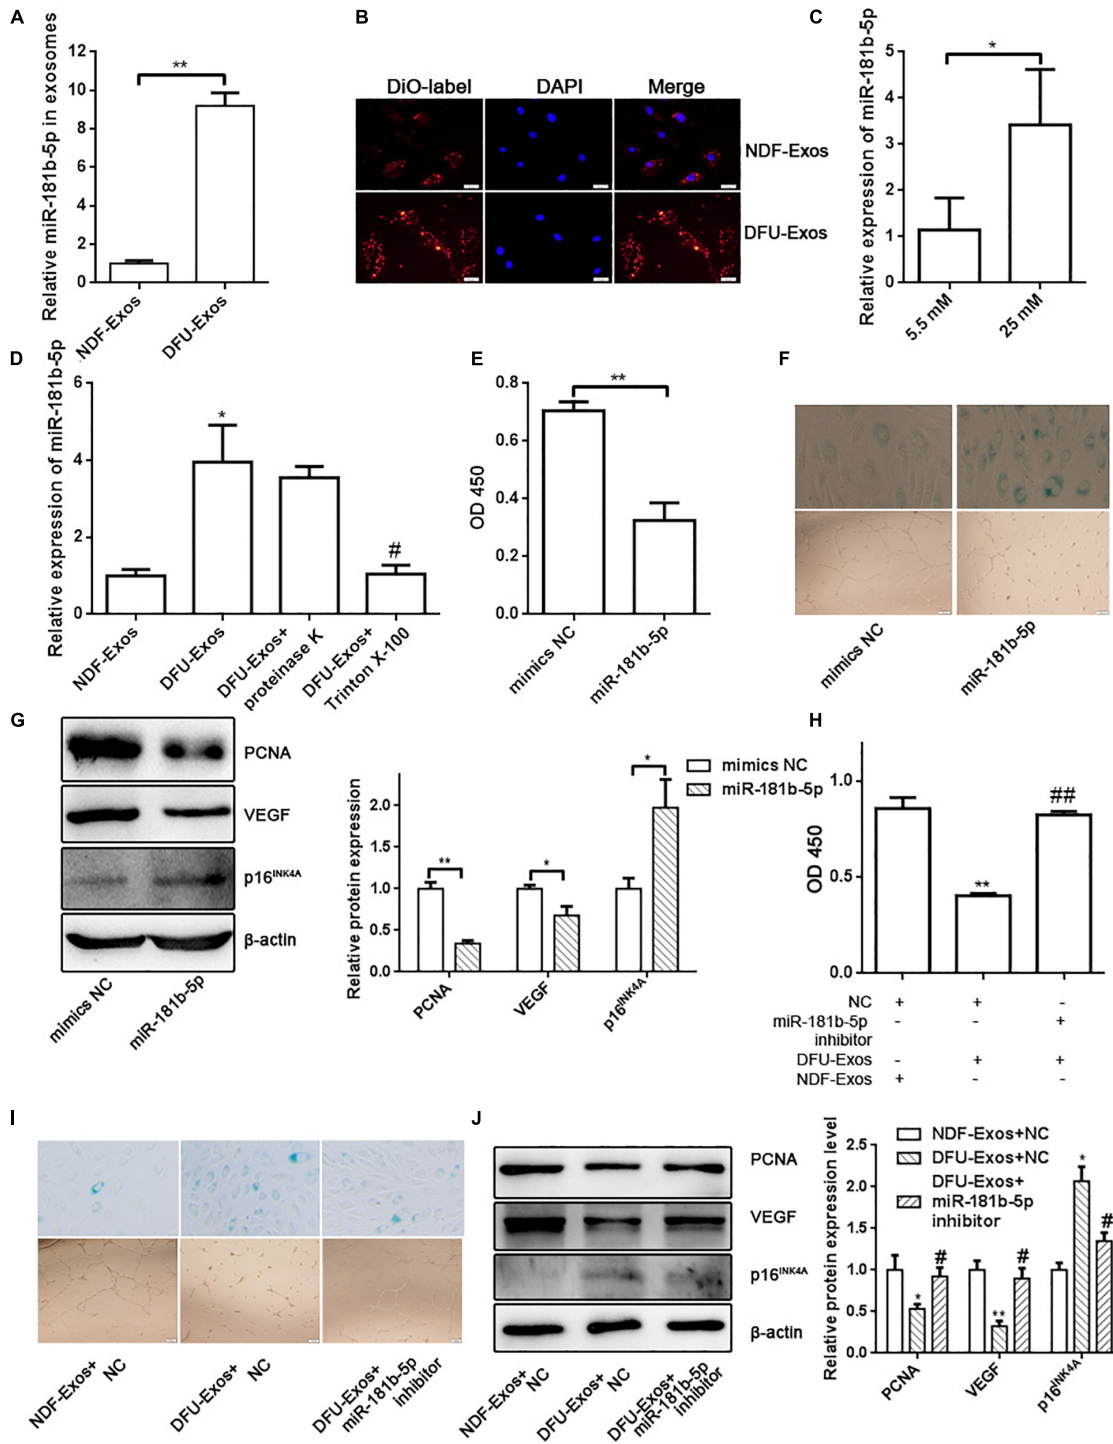 A
Relative miR-181b-5p in exosomes
12
10
8
6
4
2
0
**
NDF-Exos
DFU-Exos
B
DiO-label
DAPI
Merge
NDF-Exos
DFU-Exos
C
Relative expression of miR-181b-5p
5
4
3
2
1
0
*
5.5 mM
25 mM
D
Relative expression of miR-181b-5p
6
4
2
0
*
#
NDF-Exos
DFU-Exos
DFU-Exos+
proteinase K
DFU-Exos+
Trinton X-100
E
OD 450
0.8
0.6
0.4
0.2
0.0
**
mimics NC
miR-181b-5p
F
mimics NC
miR-181b-5p
G
PCNA
VEGF
p16INK4A
β-actin
mimics NC
miR-181b-5p
Relative protein expression
2.0
1.5
1.0
0.5
0.0
**
*
*
mimics NC
miR-181b-5p
PCNA
VEGF
p16INK4A
H
OD 450
1.0
0.5
0.0
**
##
NC + + -
miR-181b-5p - - +
inhibitor
DFU-Exos - + +
NDF-Exos + - -
I
NDF-Exos+
NC
DFU-Exos+
NC
DFU-Exos+
miR-181b-5p
inhibitor
J
PCNA
VEGF
p16INK4A
β-actin
NDF-Exos+
NC
DFU-Exos+
NC
DFU-Exos+
miR-181b-5p
inhibitor
Relative protein expression level
2.5
2.0
1.5
1.0
0.5
0.0
NDF-Exos+NC
DFU-Exos+NC
DFU-Exos+
miR-181b-5p
inhibitor
*
#
**
#
*
#
PCNA
VEGF
p16INK4A